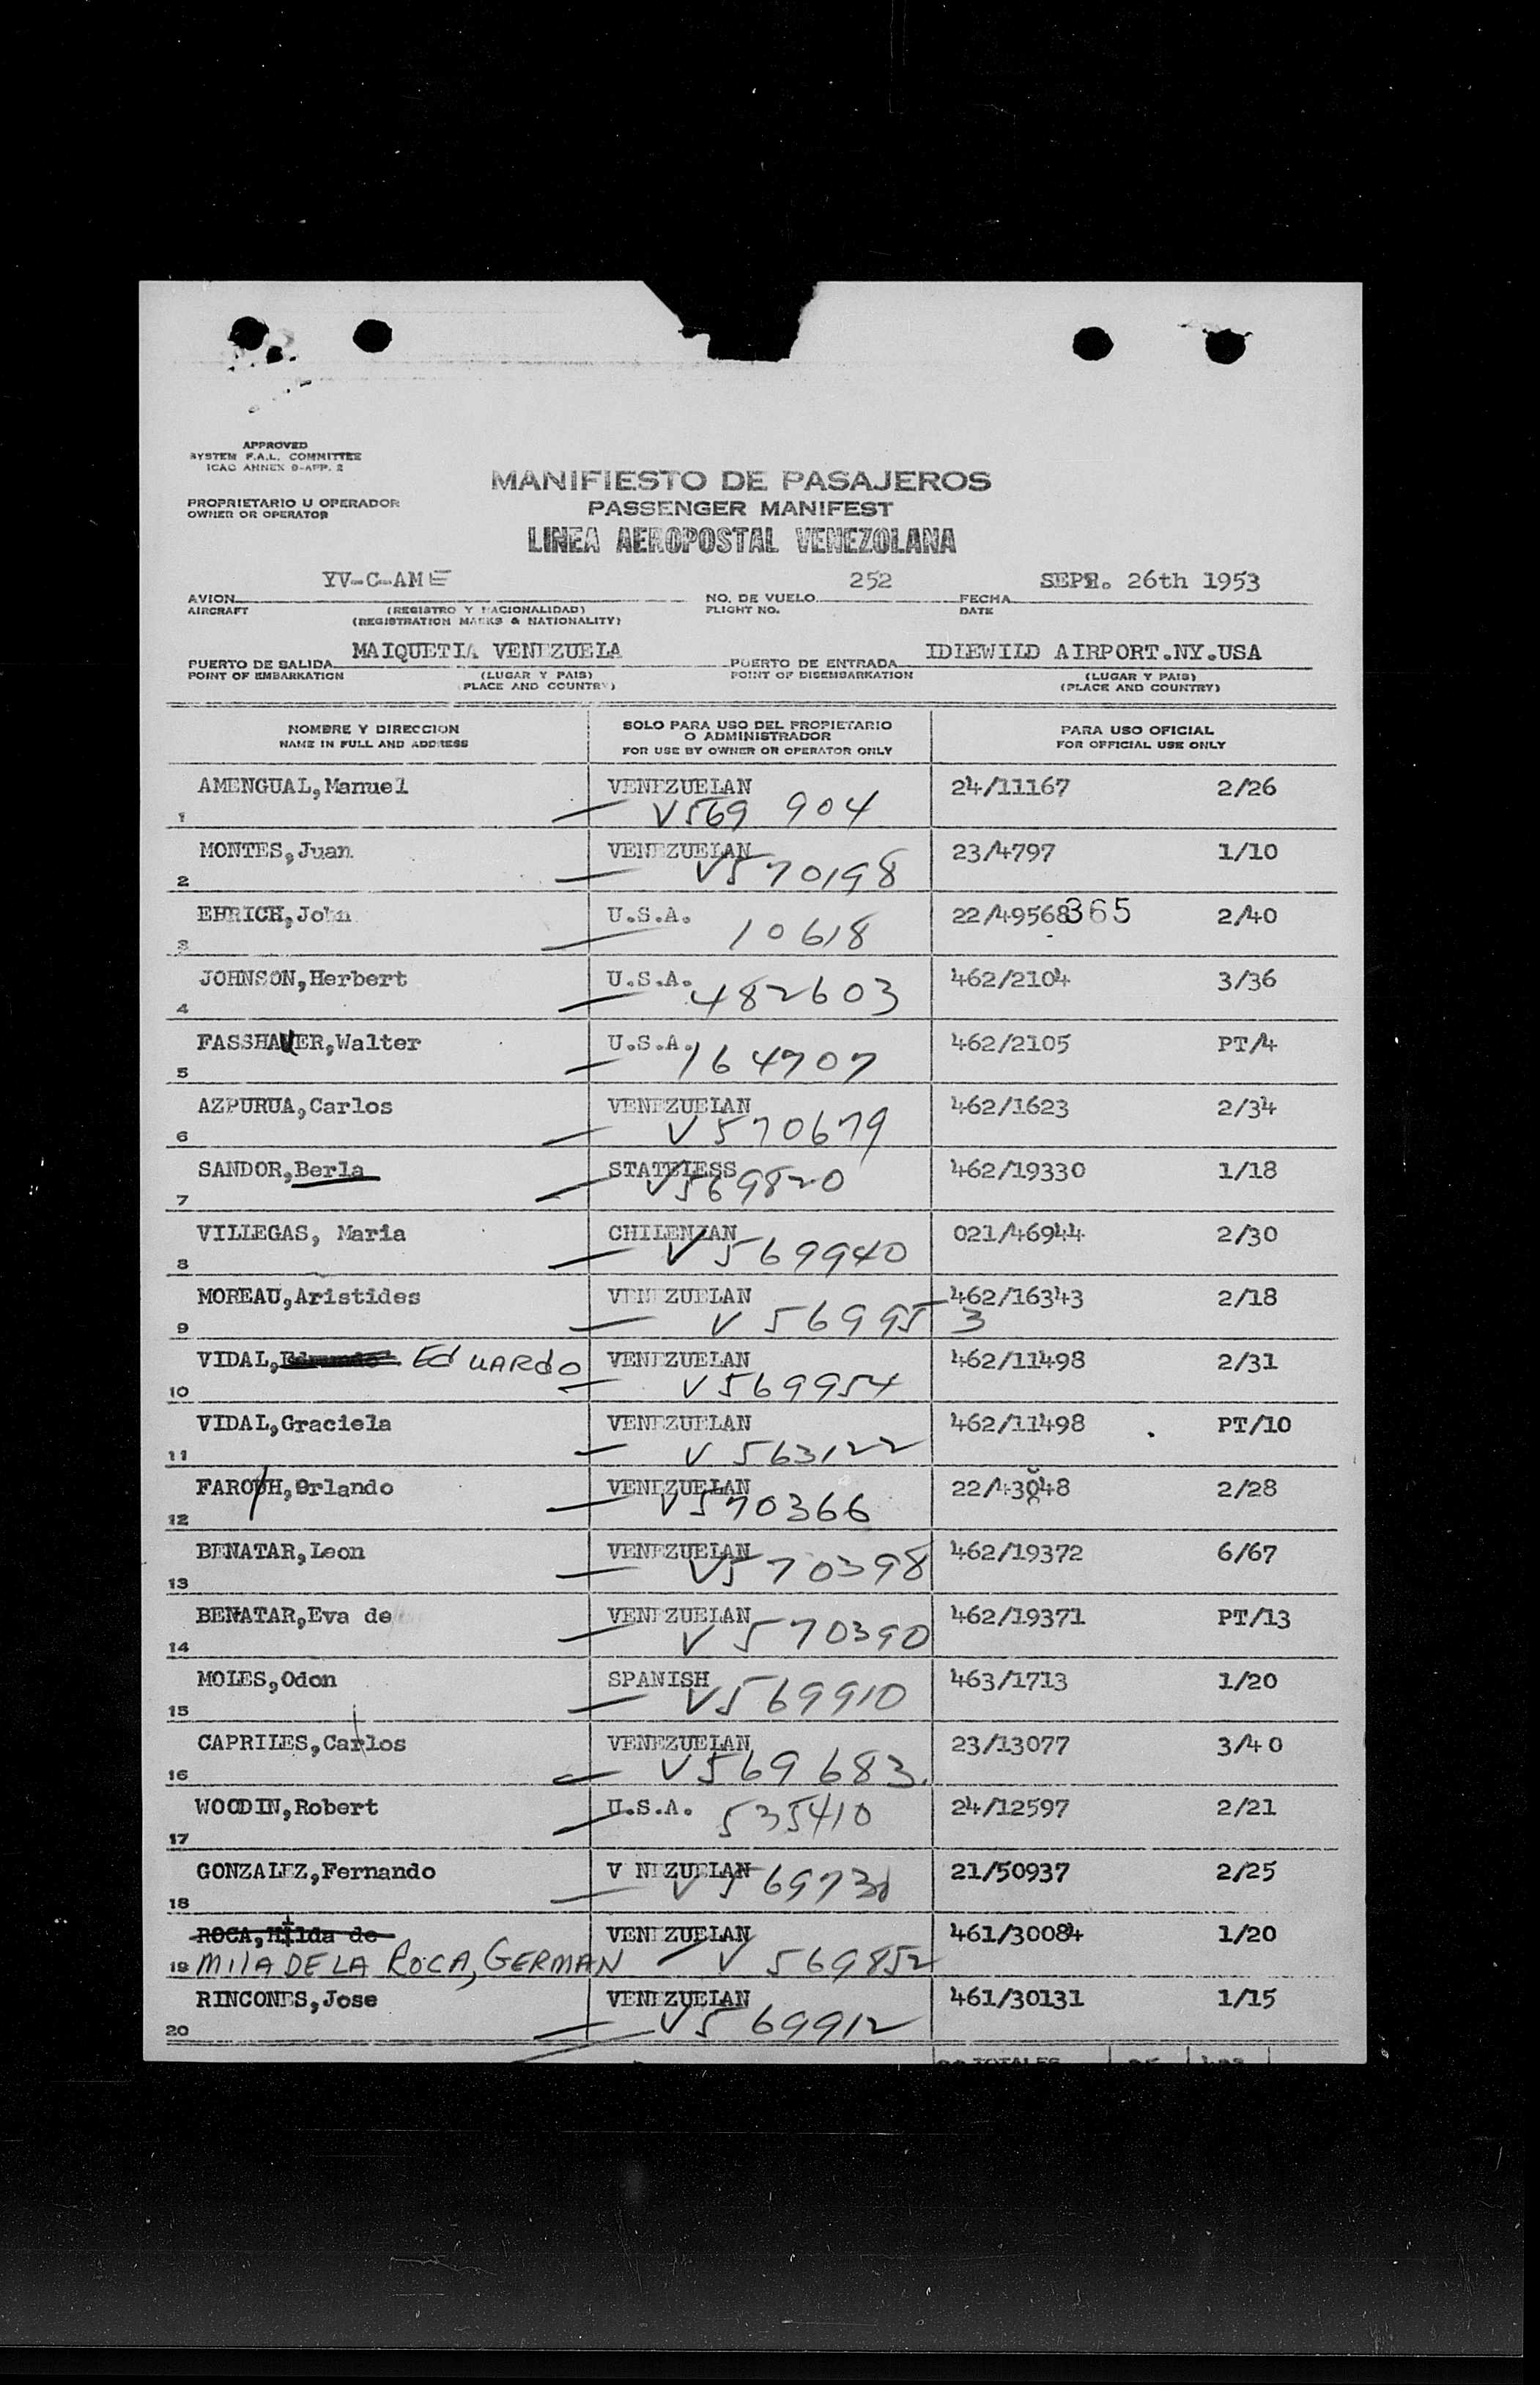 APPROVED
SYSTEM F.A.L. COMMITTEE
ICAO ANNEX 9-APP. 2
PROPRIETARIO U OPERADOR
OWNER OR OPERATOR
MANIFIESTO DE PASAJEROS
PASSENGER MANIFEST
LINEA AEROPOSTAL VENEZOLANA
YV-C-AME 252 SEPT. 26th 1953
AVION NO. DE VUELO FECHA
AIRCRAFT (REGISTRO Y NACIONALIDAD) FLIGHT NO. DATE
(REGISTRATION MARKS & NATIONALITY)
MAIQUETIA VENEZUELA IDLEWILD AIRPORT.NY.USA
PUERTO DE SALIDA PUERTO DE ENTRADA
POINT OF EMBARKATION (LUGAR Y PAIS) POINT OF DISEMBARKATION (LUGAR Y PAIS)
(PLACE AND COUNTRY) (PLACE AND COUNTRY)
NOMBRE Y DIRECCION SOLO PARA USO DEL PROPIETARIO PARA USO OFICIAL
NAME IN FULL AND ADDRESS O ADMINISTRADOR FOR OFFICIAL USE ONLY
FOR USE BY OWNER OR OPERATOR ONLY
AMENGUAL,Manuel VENEZUELAN 24/11167 2/26
1 V569 904
MONTES,Juan VENEZUELAN 23/4797 1/10
2 V570198
EHRICH,John U.S.A. 22/49568365 2/40
3 10618
JOHNSON,Herbert U.S.A. 462/2104 3/36
4 482603
FASSHAUER,Walter U.S.A. 462/2105 PT/4
5 164707
AZPURUA,Carlos VENEZUELAN 462/1623 2/34
6 V570679
SANDOR,Berla STATELESS 462/19330 1/18
7 V569820
VILLEGAS, Maria CHILENEAN 021/46944 2/30
8 V569940
MOREAU,Aristides VENEZUELAN 462/16343 2/18
9 V569953
VIDAL, EdUARdO VENEZUELAN 462/11498 2/31
10 V569954
VIDAL,Graciela VENEZUELAN 462/11498 PT/10
11 V563122
FAROUH,Orlando VENEZUELAN 22/43048 2/28
12 V570366
BENATAR,Leon VENEZUELAN 462/19372 6/67
13 V570398
BENATAR,Eva de VENEZUELAN 462/19371 PT/13
14 V570390
MOLES,Odon SPANISH 463/1713 1/20
15 V569910
CAPRILES,Carlos VENEZUELAN 23/13077 3/40
16 V569 683
WOODIN,Robert U.S.A. 535410 24/12597 2/21
17
GONZALEZ,Fernando V NEZUELAN 21/50937 2/25
18
ROCA,Hilda de VENEZUELAN 461/30084 1/20
19 MIlA DE LA ROCA, GERMAN V 569852
RINCONES,Jose VENEZUELAN 461/30131 1/15
20 V569912
TOTALES